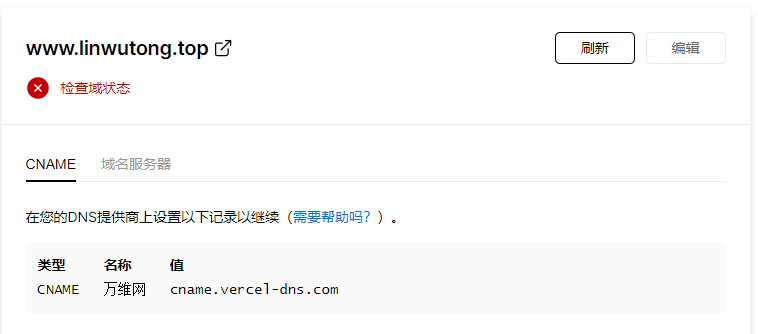 www.linwutong.top
刷新 编辑
检查域状态
CNAME 域名服务器
在您的DNS提供商上设置以下记录以继续（需要帮助吗？）。
类型 名称 值
CNAME 万维网 cname.vercel-dns.com